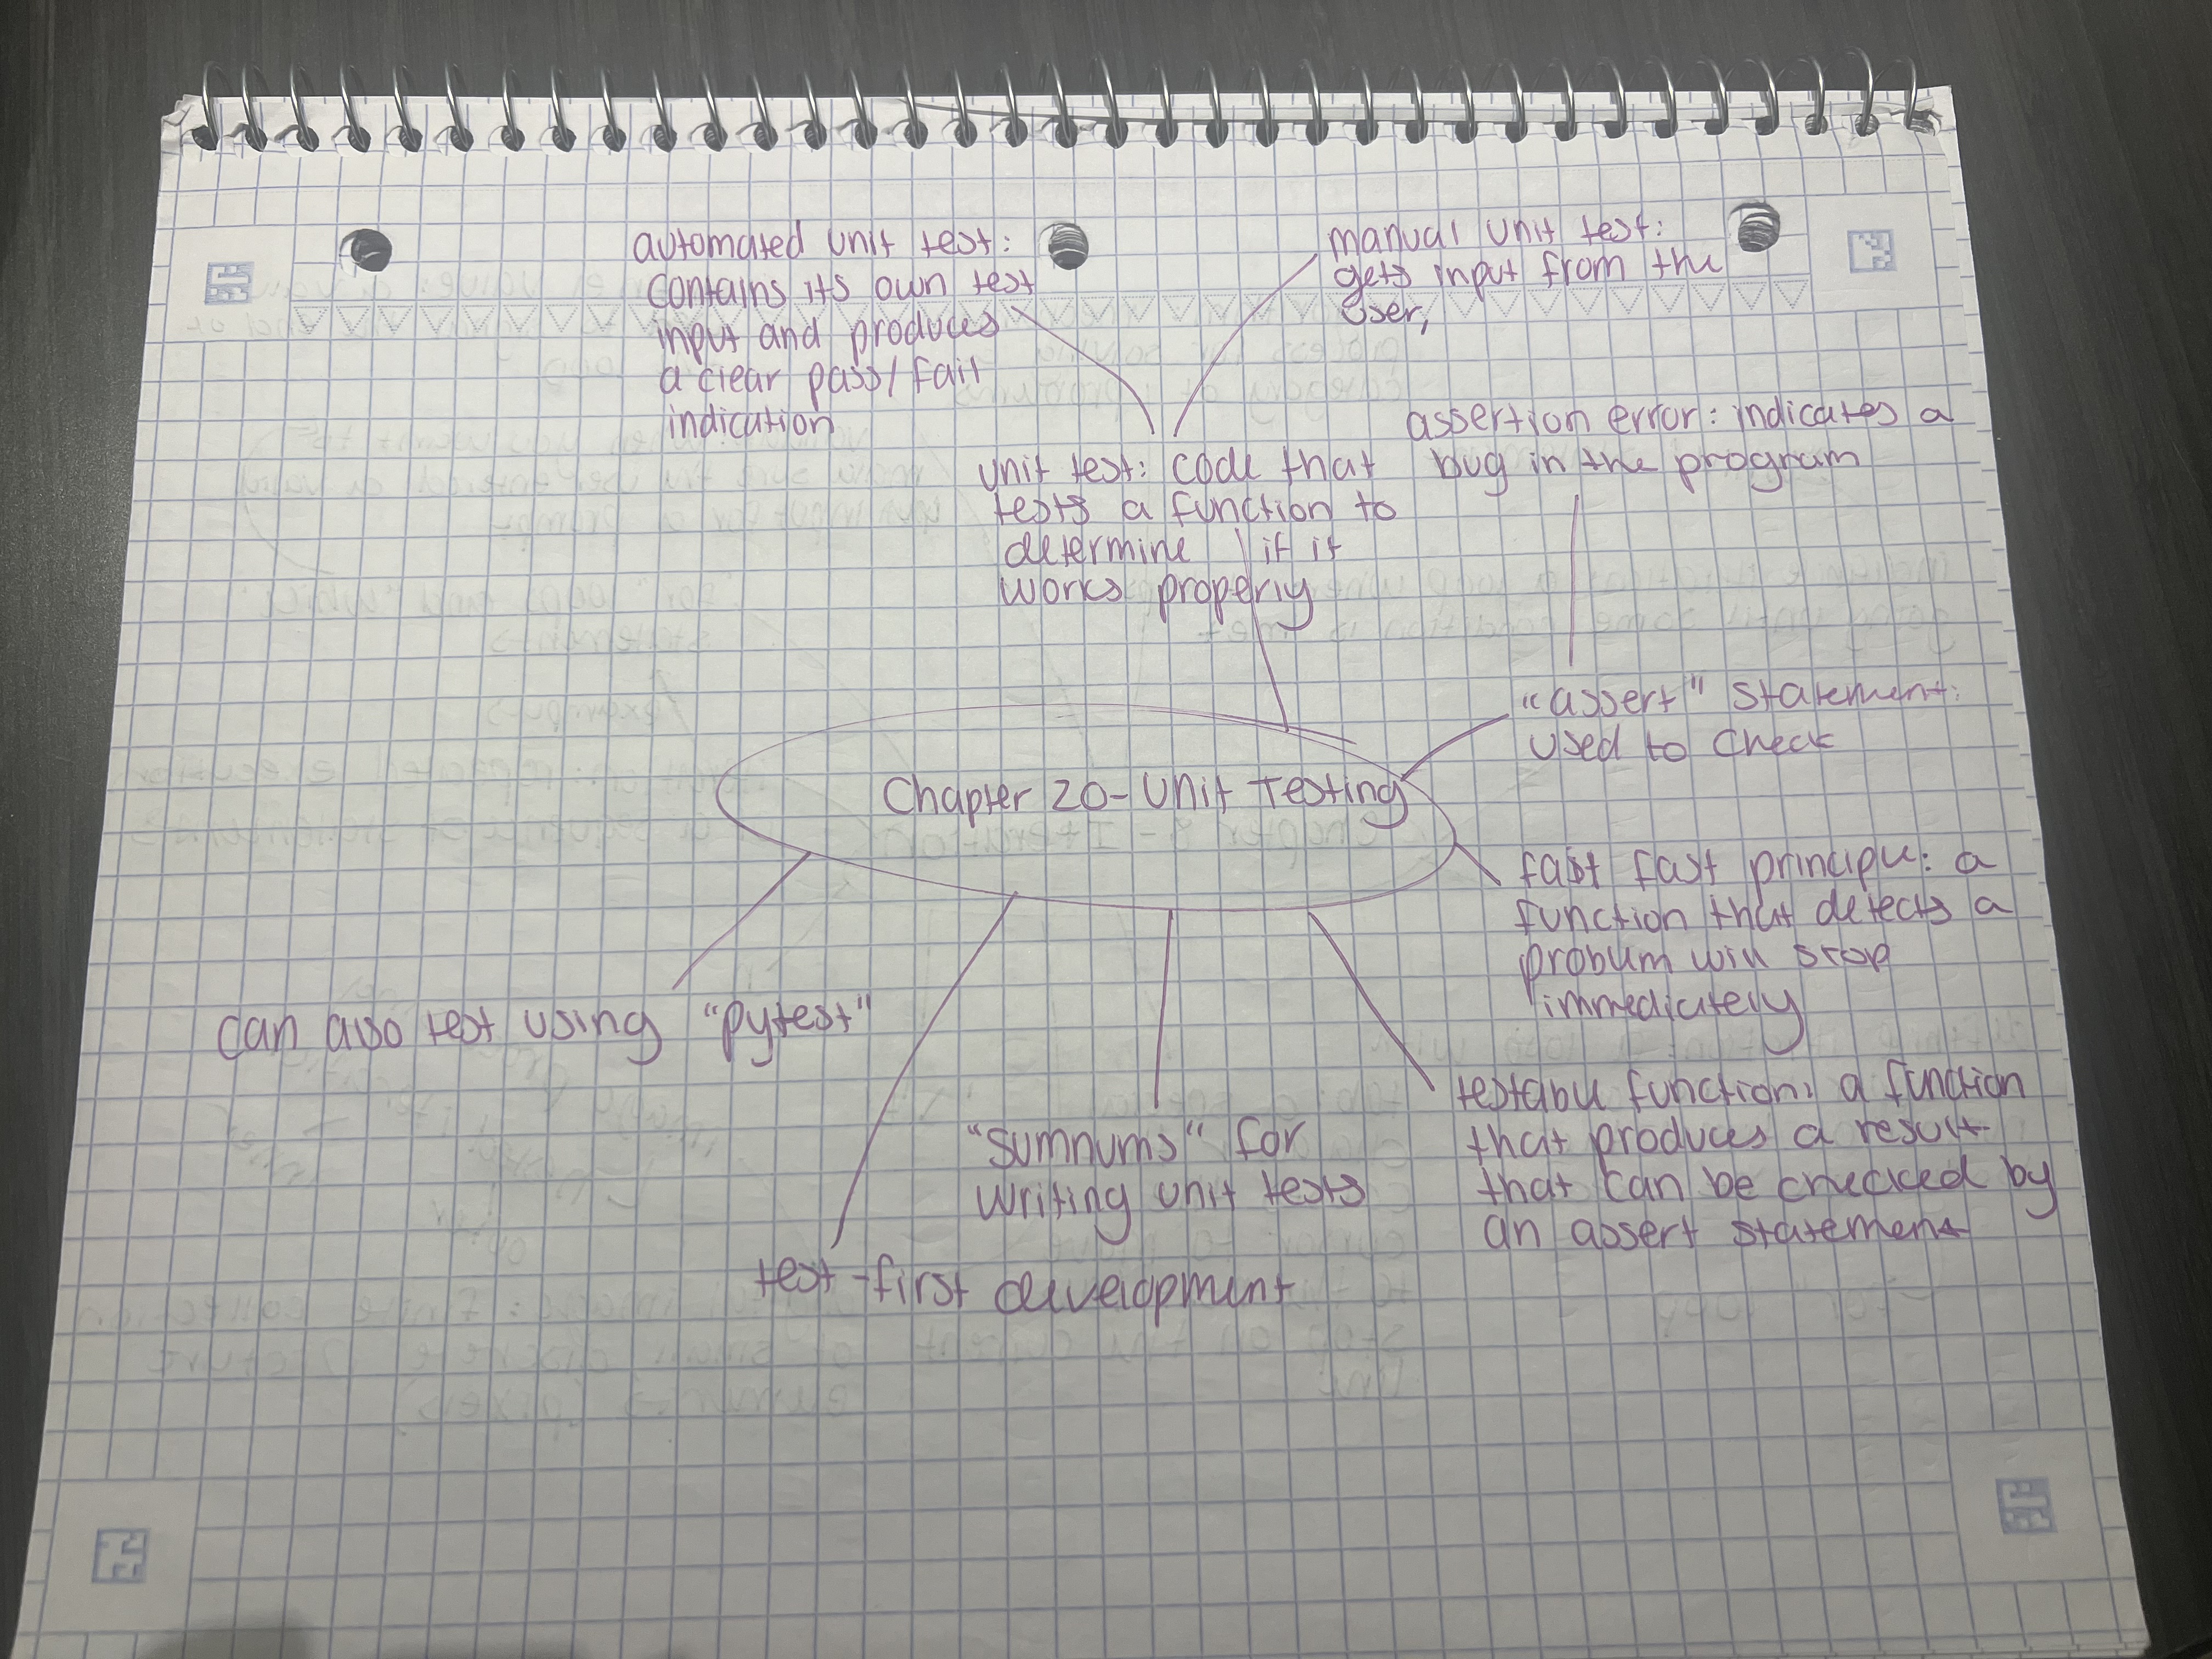 automated unit test:
contains its own test
input and produces
a clear pass/fail
indication
manual unit test:
gets input from the
user,
unit test: code that
tests a function to
determine if it
works properly
assertion error: indicates a
bug in the program
"assert" statement:
used to check
Chapter 20-Unit Testing
fail fast principle: a
function that detects a
problem will stop
immediately
testable function: a function
that produces a result
that can be checked by
an assert statement
can also test using "pytest"
"sumnums" for
writing unit tests
test-first development